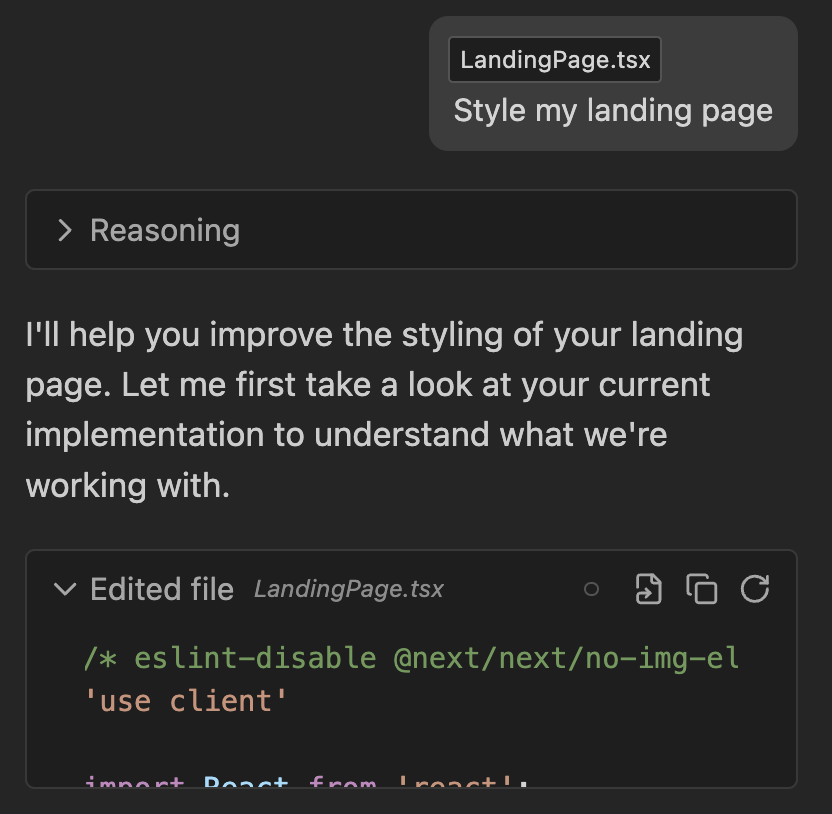 LandingPage.tsx
Style my landing page
Reasoning
I'll help you improve the styling of your landing
page. Let me first take a look at your current
implementation to understand what we're
working with.
Edited file LandingPage.tsx
/* eslint-disable @next/next/no-img-el
'use client'
import React from 'react';